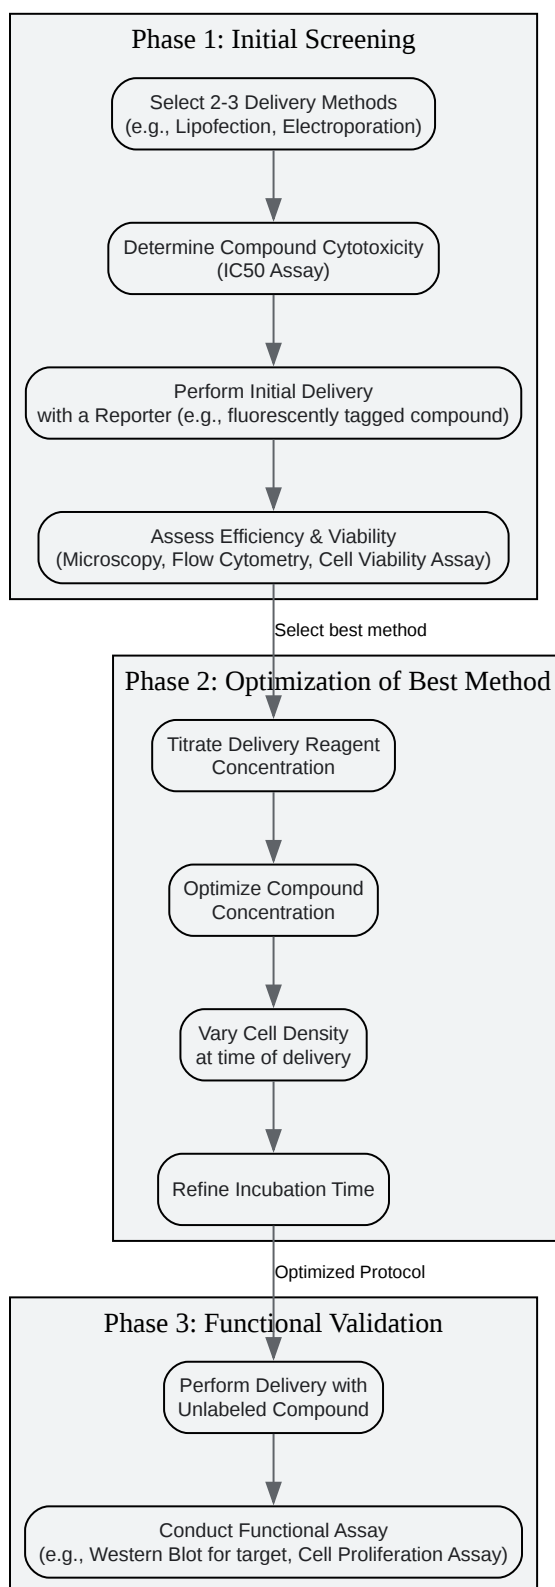 Phase 1: Initial Screening
Select 2-3 Delivery Methods
(e.g., Lipofection, Electroporation)
Determine Compound Cytotoxicity
(IC50 Assay)
Perform Initial Delivery
with a Reporter (e.g., fluorescently tagged compound)
Assess Efficiency & Viability
(Microscopy, Flow Cytometry, Cell Viability Assay)
Select best method
Phase 2: Optimization of Best Method
Titrate Delivery Reagent
Concentration
Optimize Compound
Concentration
Vary Cell Density
at time of delivery
Refine Incubation Time
Optimized Protocol
Phase 3: Functional Validation
Perform Delivery with
Unlabeled Compound
Conduct Functional Assay
(e.g., Western Blot for target, Cell Proliferation Assay)